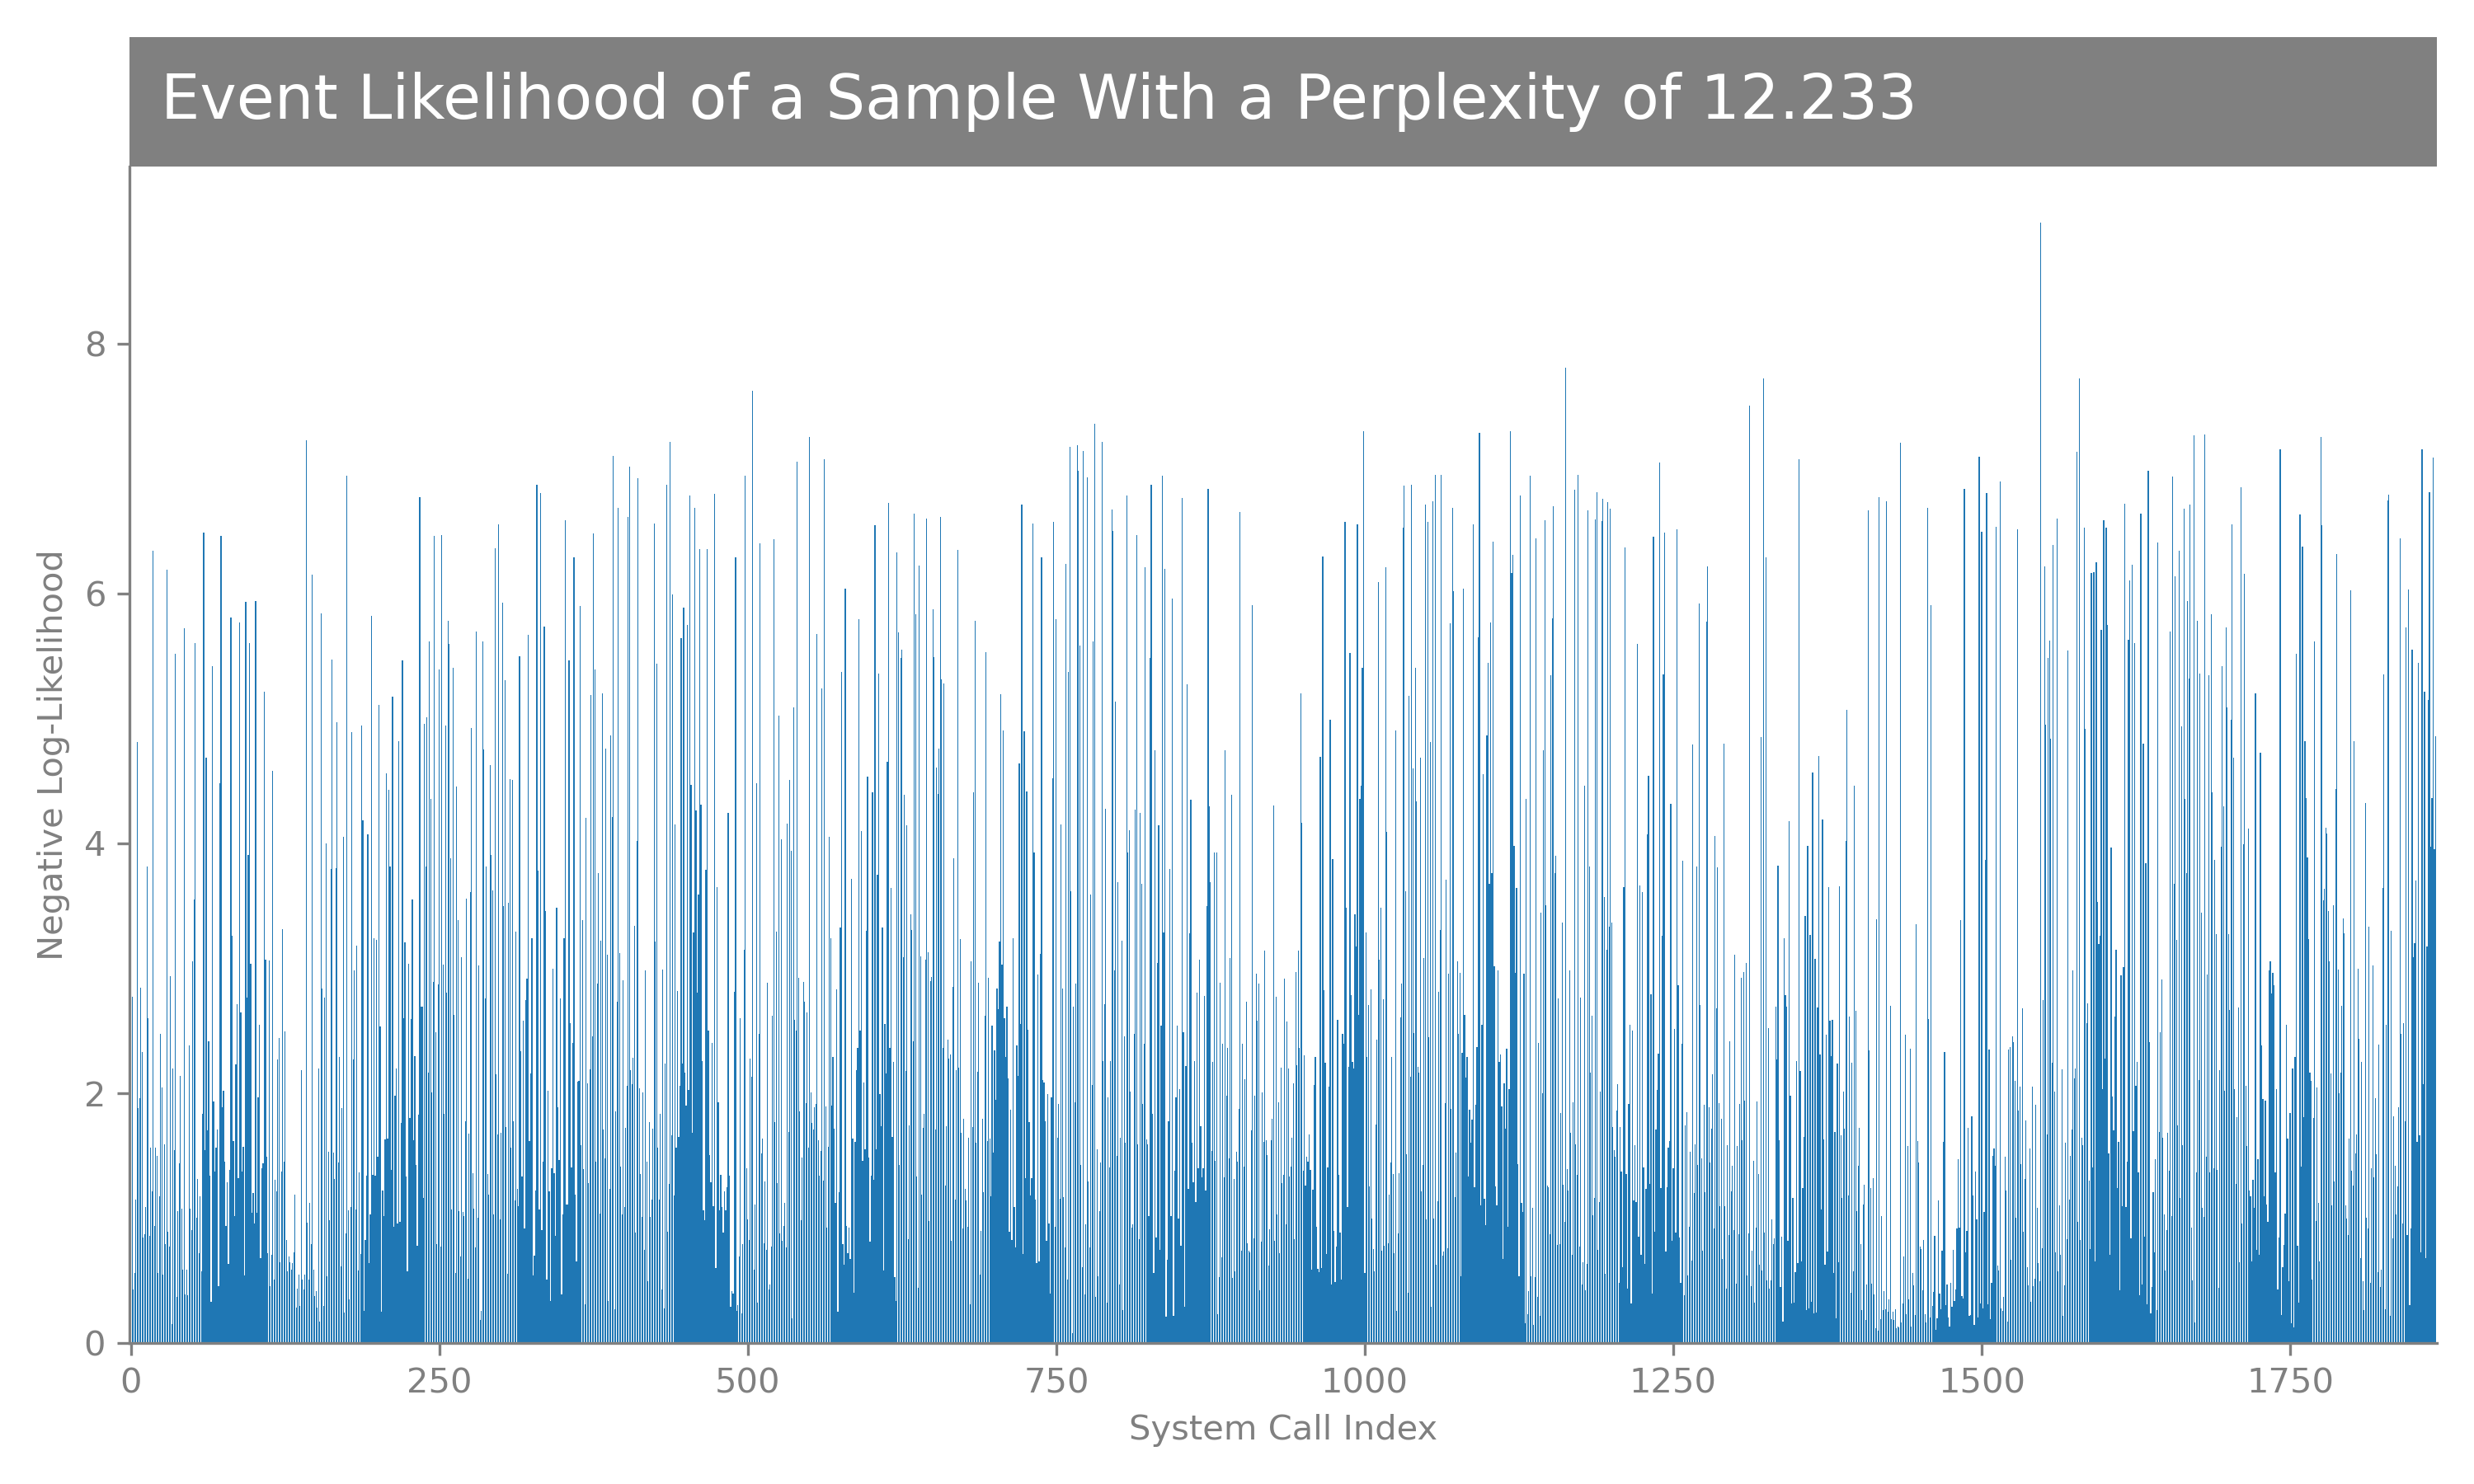 Event Likelihood of a Sample With a Perplexity of 12.233
Negative Log-Likelihood
8
6
4
2
0
0 250 500 750 1000 1250 1500 1750
System Call Index